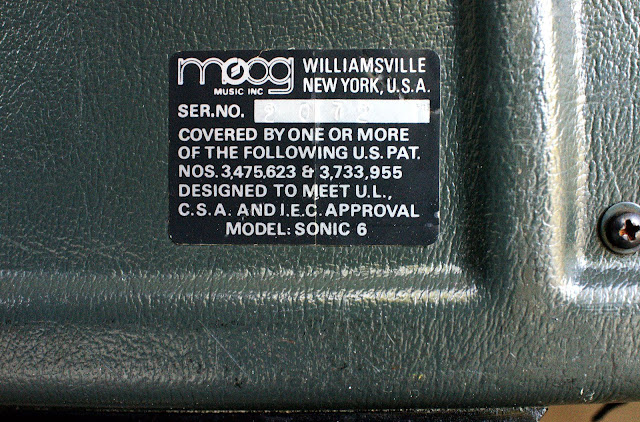 moog WILLIAMSVILLE
MUSIC INC NEW YORK, U.S.A.
SER.NO.
COVERED BY ONE OR MORE
OF THE FOLLOWING U.S. PAT.
NOS. 3,475,623 & 3,733,955
DESIGNED TO MEET U.L.,
C.S.A. AND I.E.C. APPROVAL
MODEL: SONIC 6